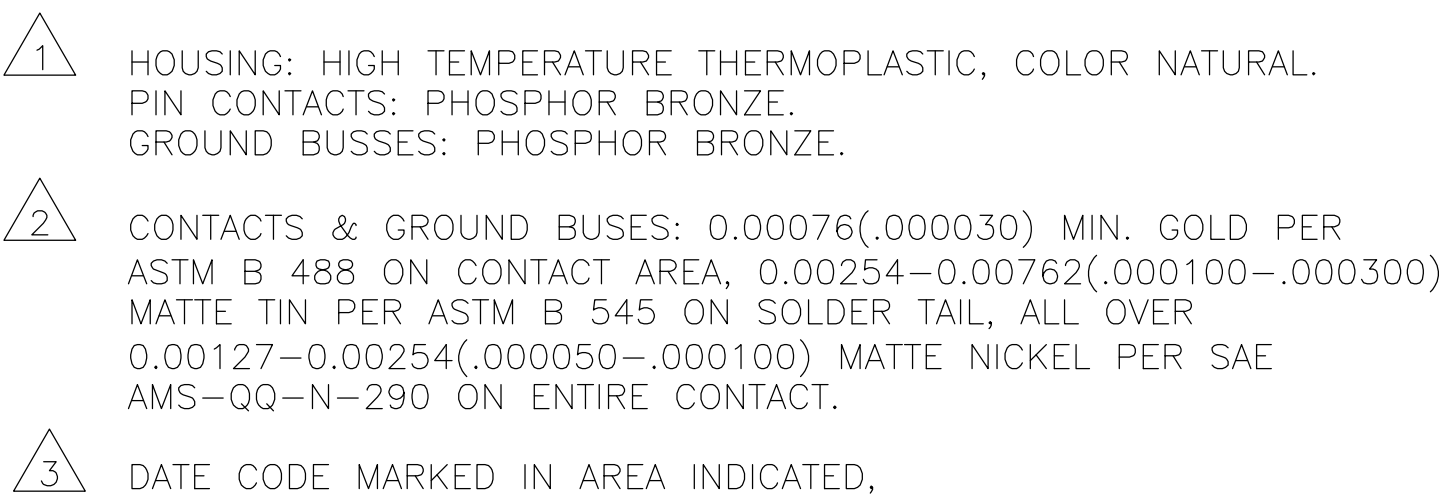 1 HOUSING: HIGH TEMPERATURE THERMOPLASTIC, COLOR NATURAL.
PIN CONTACTS: PHOSPHOR BRONZE.
GROUND BUSSES: PHOSPHOR BRONZE.
2 CONTACTS & GROUND BUSES: 0.00076(.000030) MIN. GOLD PER
ASTM B 488 ON CONTACT AREA, 0.00254-0.00762(.000100-.000300)
MATTE TIN PER ASTM B 545 ON SOLDER TAIL, ALL OVER
0.00127-0.00254(.000050-.000100) MATTE NICKEL PER SAE
AMS-QQ-N-290 ON ENTIRE CONTACT.
3 DATE CODE MARKED IN AREA INDICATED,